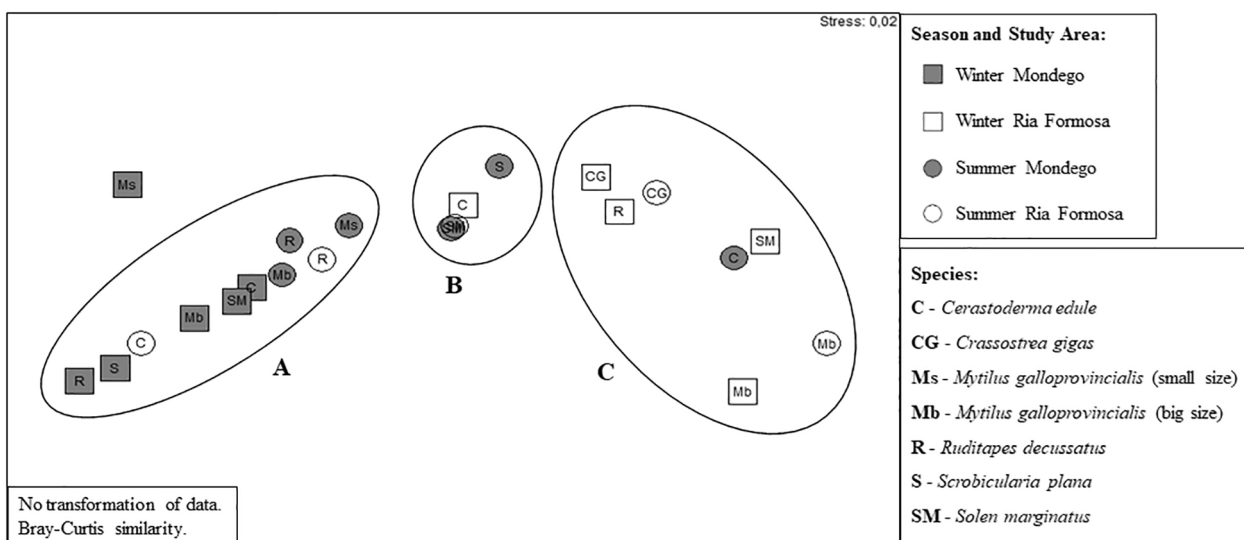 Stress: 0,02
Ms
S
CG
CG
C
R
Ms
R
SM
SM
R
C
Mb
C
SM
Mb
C
Mb
S
R
Mb
A
B
C
No transformation of data.
Bray-Curtis similarity.
Season and Study Area:
Winter Mondego
Winter Ria Formosa
Summer Mondego
Summer Ria Formosa
Species:
C - Cerastoderma edule
CG - Crassostrea gigas
Ms - Mytilus galloprovincialis (small size)
Mb - Mytilus galloprovincialis (big size)
R - Ruditapes decussatus
S - Scrobicularia plana
SM - Solen marginatus